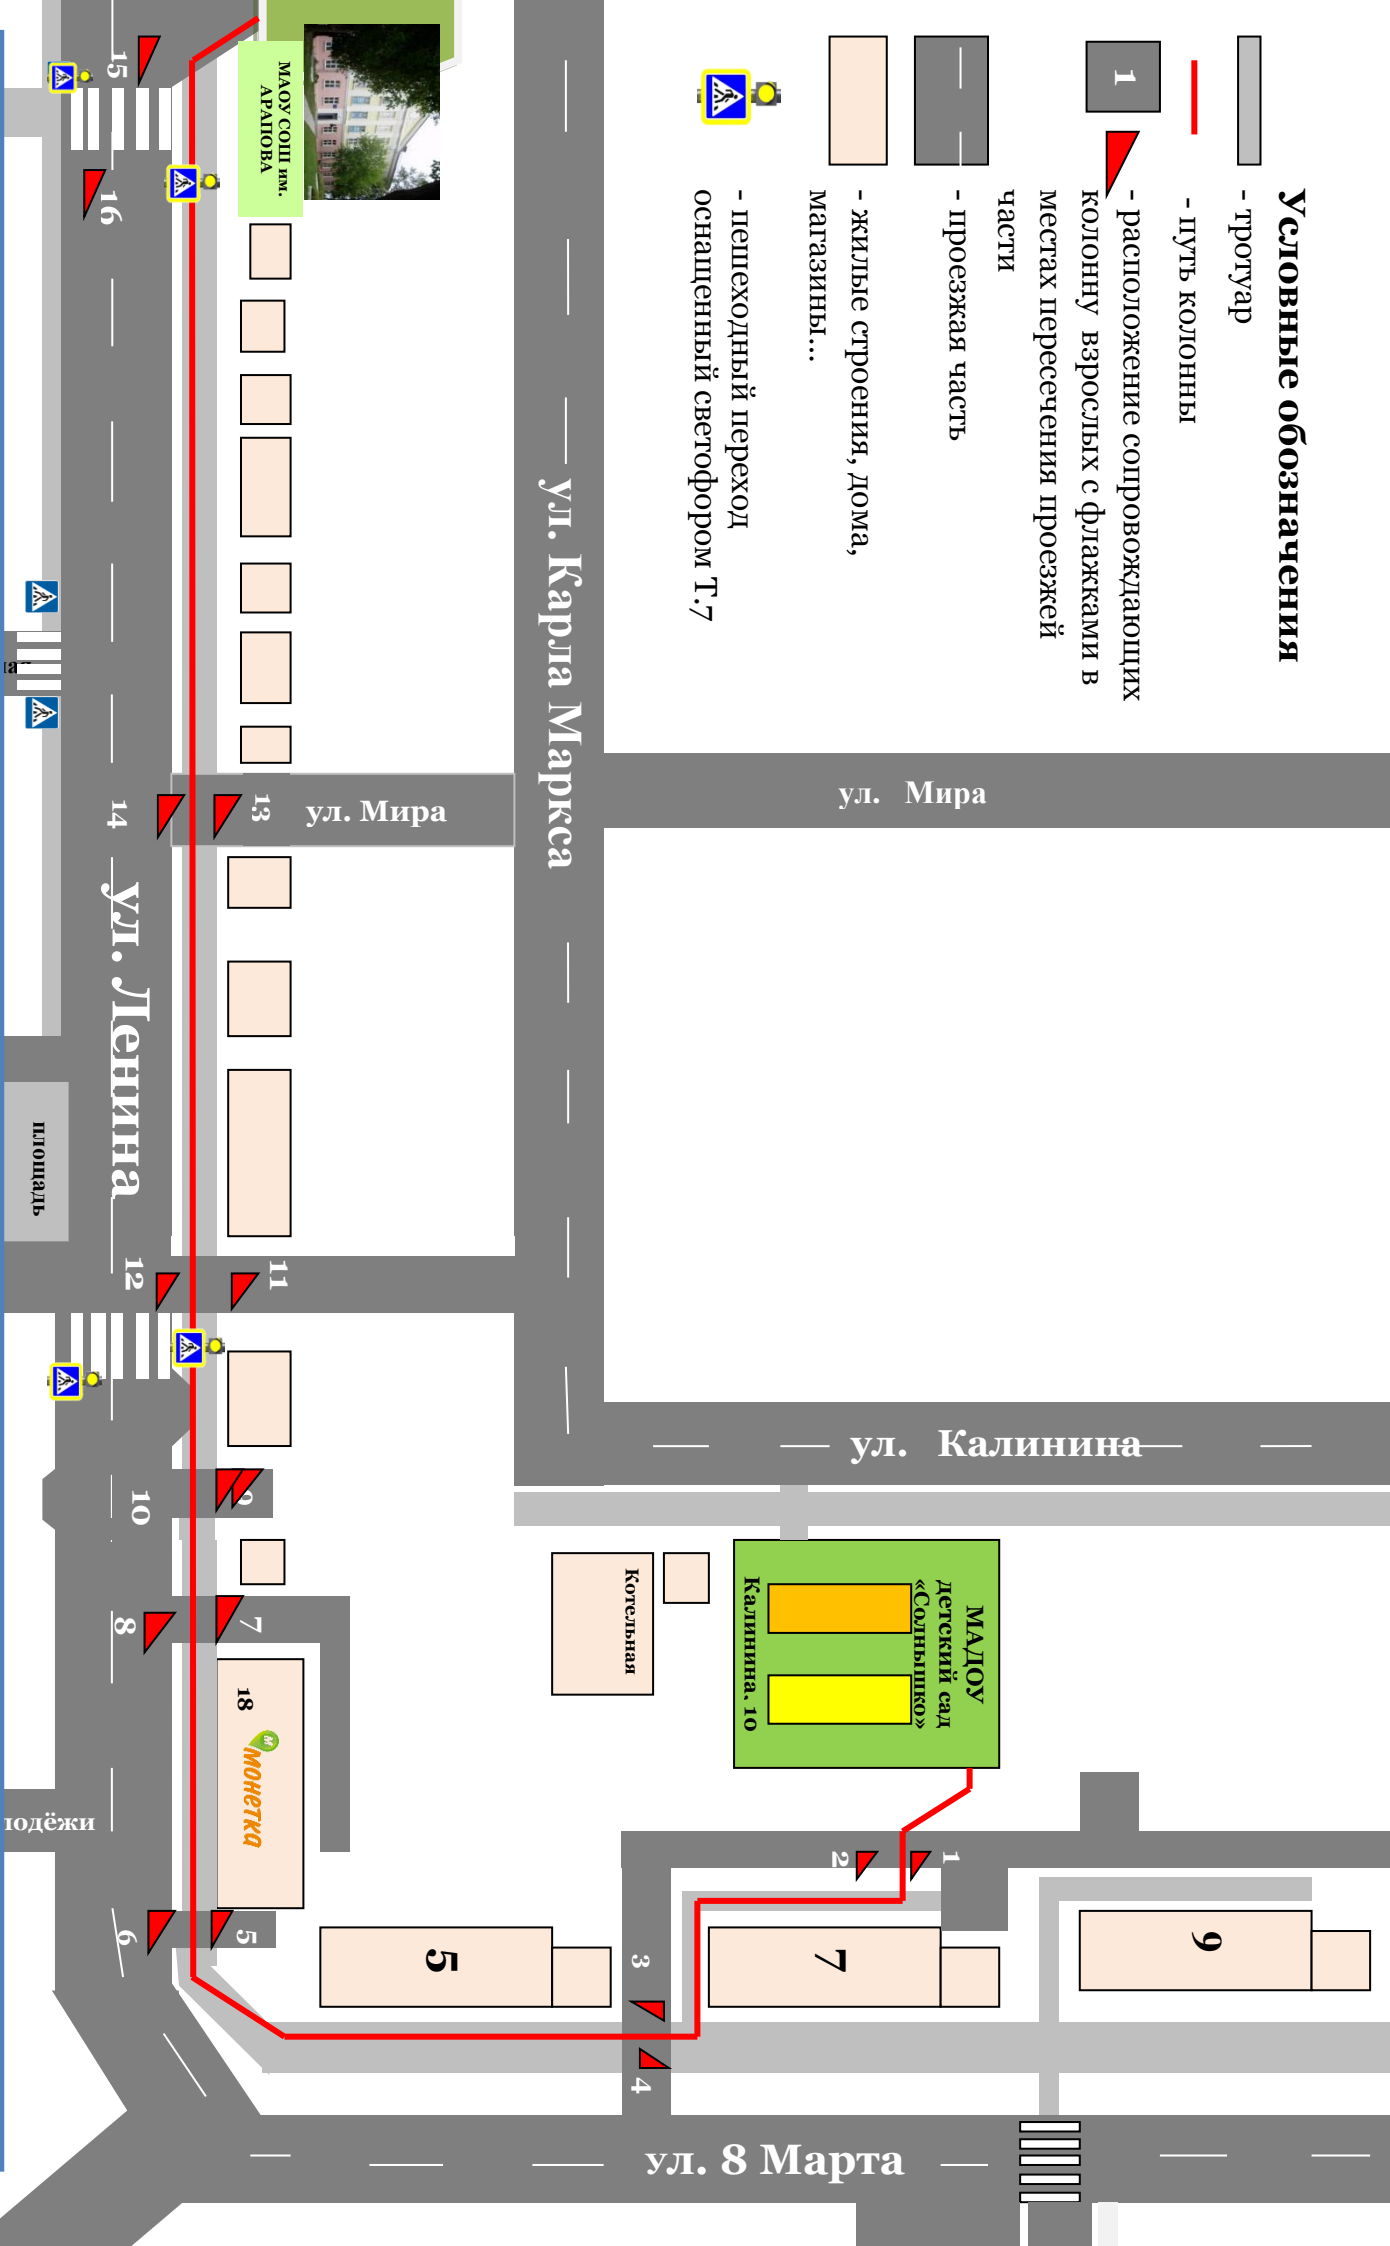 Условные обозначения
- тротуар
- путь колонны
1
- расположение сопровождающих
колонну взрослых с флажками в
местах пересечения проезжей
части
- проезжая часть
- жилые строения, дома,
магазины...
- пешеходный переход
оснащенный светофором Т.7
МАОУ СОШ им.
АРАПОВА
15
16
ул. Карла Маркса
ул. Мира
ул. Мира
13
14
ул. Ленина
площадь
11
12
ул. Калинина
9
10
7
8
18
монетка
лодёжи
5
6
Котельная
МАДОУ
детский сад
«Солнышко»
Калинина. 10
1
2
3
4
5
7
9
ул. 8 Марта